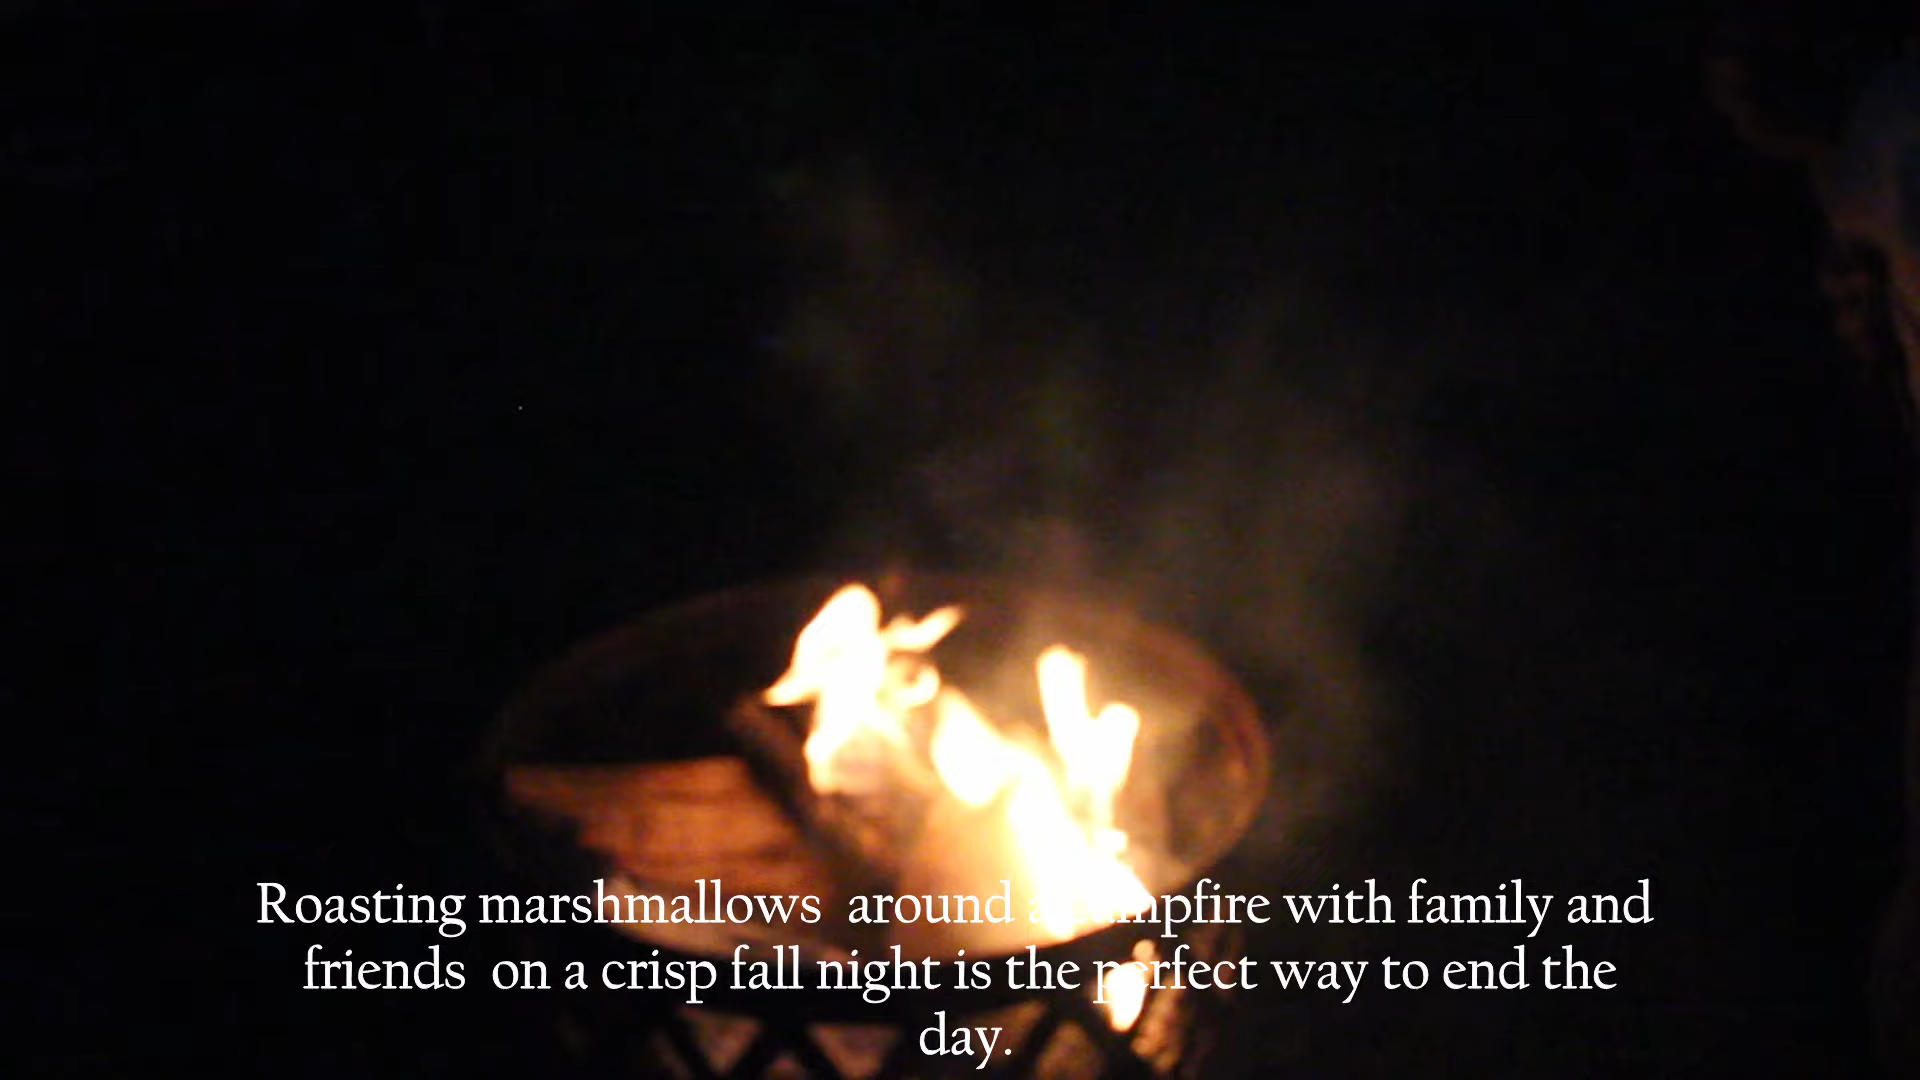 Roasting marshmallows  around a campfire with family and
friends  on a crisp fall night is the perfect way to end the
day.